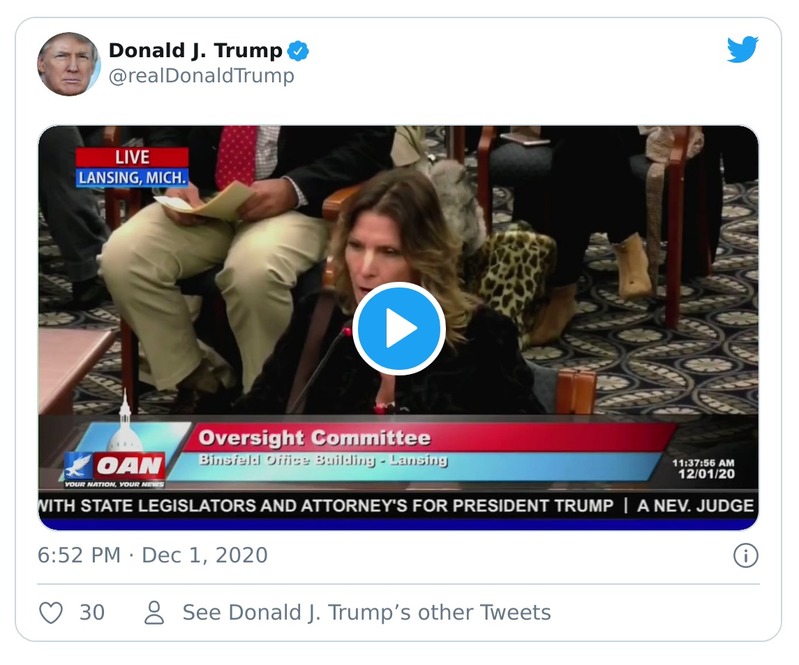 Donald J. Trump
@realDonaldTrump
LIVE
LANSING, MICH.
Oversight Committee
Binsfeld Office Building - Lansing
OAN
YOUR NATION, YOUR NEWS
11:37:56 AM
12/01/20
WITH STATE LEGISLATORS AND ATTORNEY'S FOR PRESIDENT TRUMP | A NEV. JUDGE
6:52 PM · Dec 1, 2020
30
See Donald J. Trump’s other Tweets